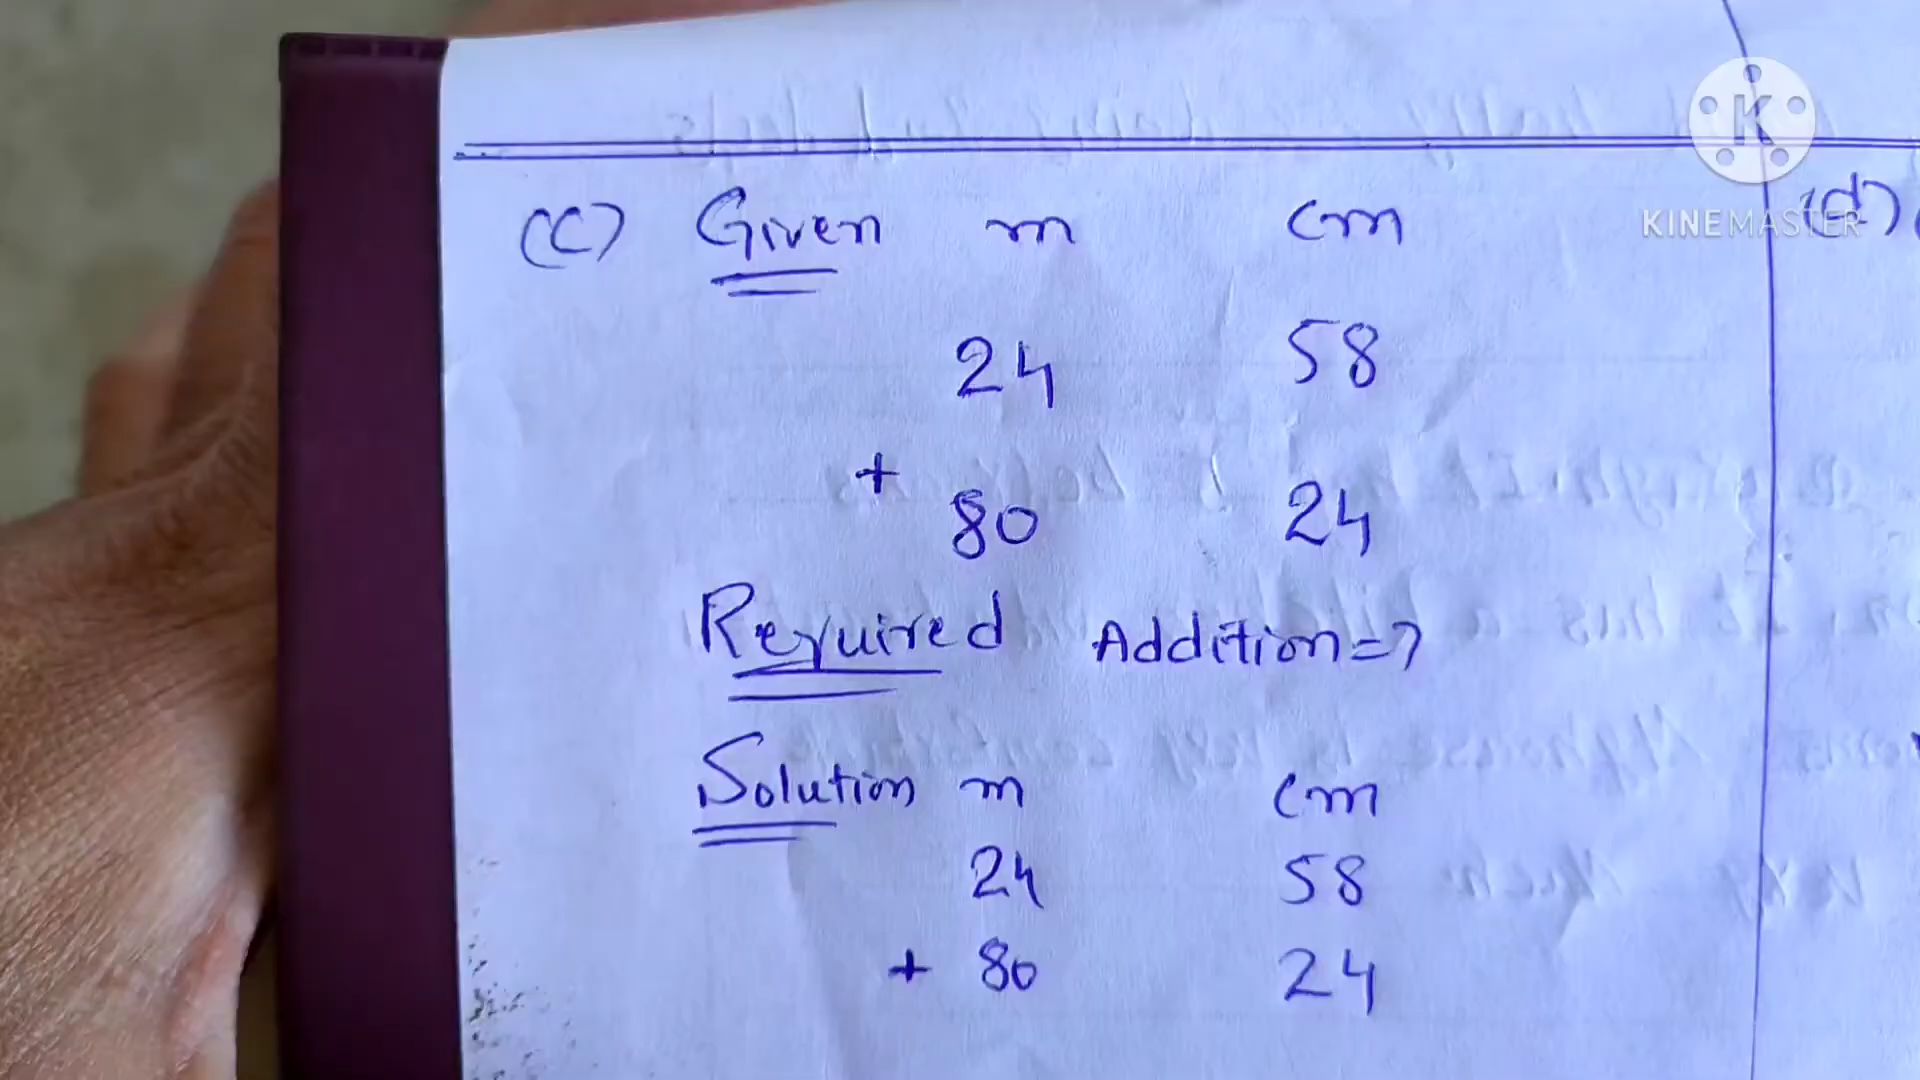 (c) Given m cm
24 58
+
80 24
Required Addition=?
Solution m cm
24 58
+ 80 24
(d)
K
KINEMASTER